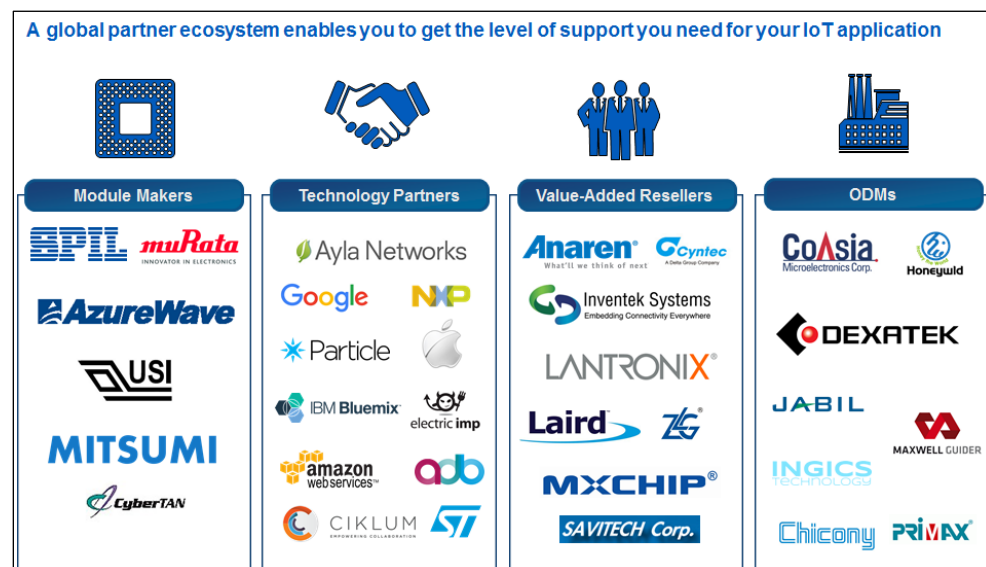 A global partner ecosystem enables you to get the level of support you need for your IoT application
Module Makers
SPIL
muRata
INNOVATOR IN ELECTRONICS
AzureWave
USI
MITSUMI
CyberTAN
Technology Partners
Ayla Networks
Google
NXP
Particle
IBM Bluemix™
electric imp
amazon
web services™
adb
CIKLUM
EMPOWERING COLLABORATION
ST
Value-Added Resellers
Anaren®
What'll we think of next
Cyntec
A Delta Group Company
Inventek Systems
Embedding Connectivity Everywhere
LANTRONIX®
Laird™
ZLG®
MXCHIP®
SAVITECH Corp.
ODMs
CoAsia
Microelectronics Corp.
Honeywld
DEXATEK
JABIL
MAXWELL GUIDER
INGICS
TECHNOLOGY
Chicony
PRIMAX